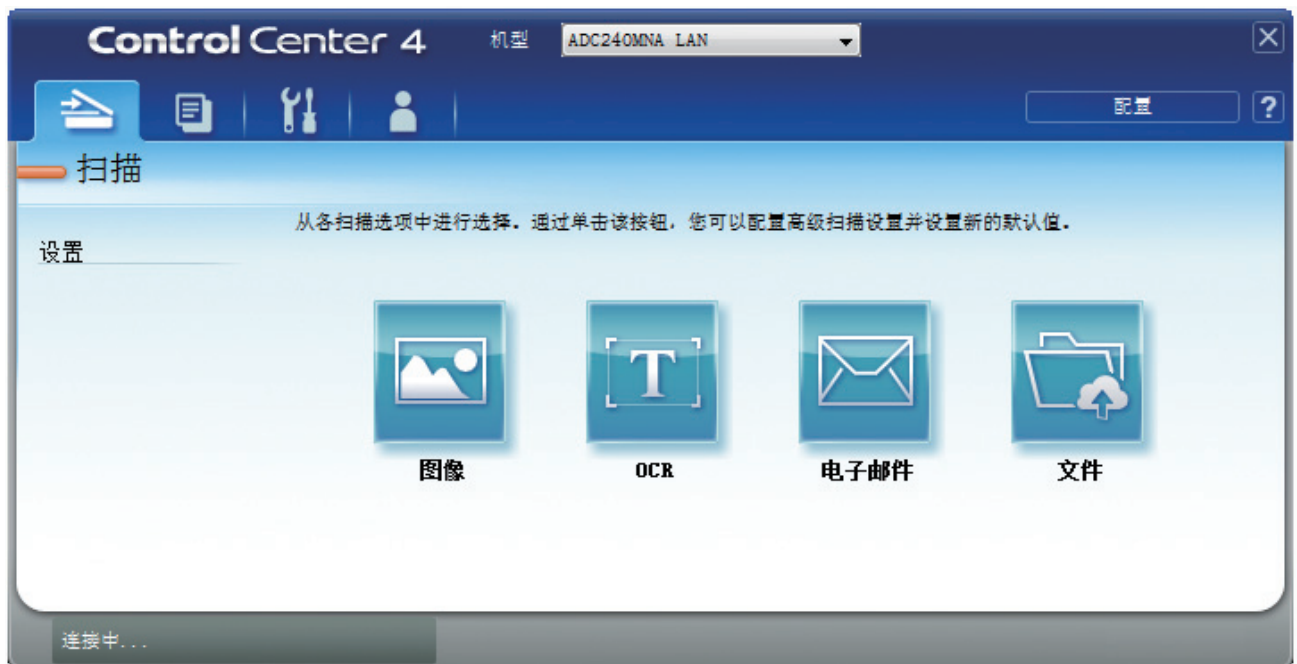 Control Center 4
机型
ADC240MNA LAN
配置
?
扫描
从各扫描选项中进行选择. 通过单击该按钮, 您可以配置高级扫描设置并设置新的默认值.
设置
T
图像
OCR
电子邮件
文件
连接中...